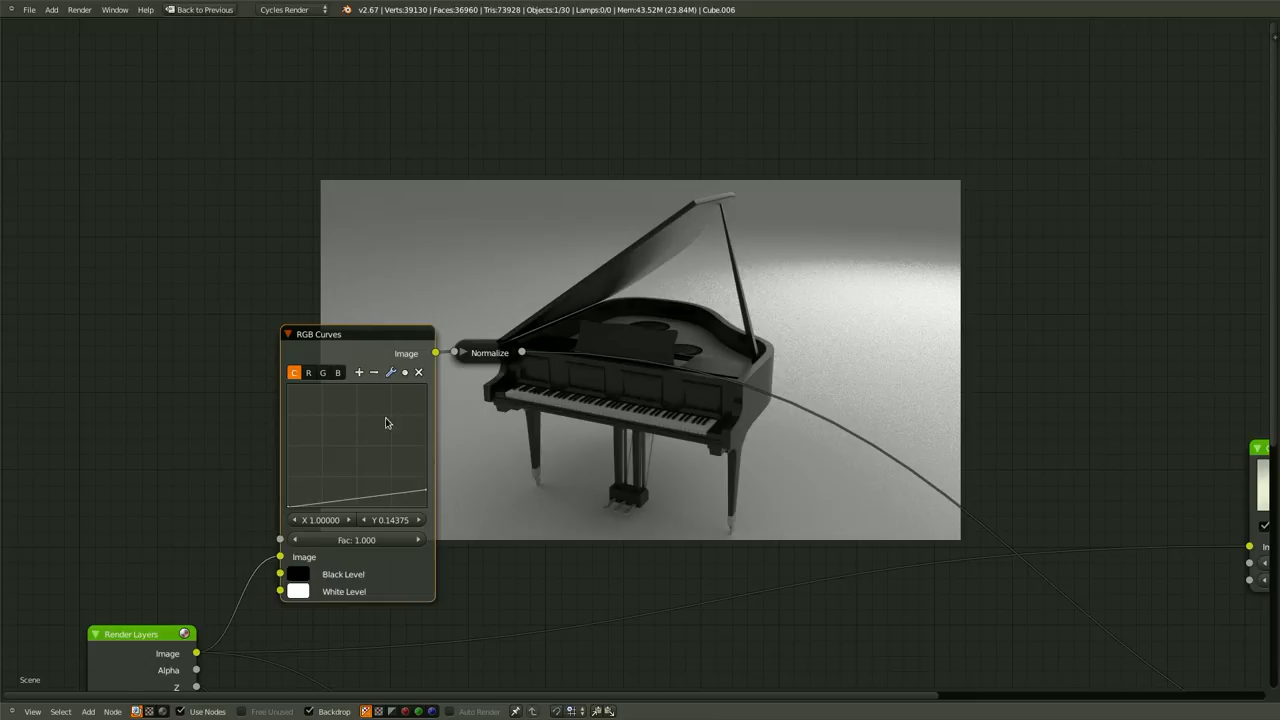 File Add Render Window Help Back to Previous Cycles Render v2.67 | Verts:39130 | Faces:36960 | Tris:73928 | Objects:1/30 | Lamps:0/0 | Mem:43.52M (23.84M) | Cube.006
RGB Curves
Image
Normalize
C R G B
X 1.00000 Y 0.14375
Fac: 1.000
Image
Black Level
White Level
Render Layers
Image
Alpha
Z
Scene
View Select Add Node Use Nodes Free Unused Backdrop Auto Render